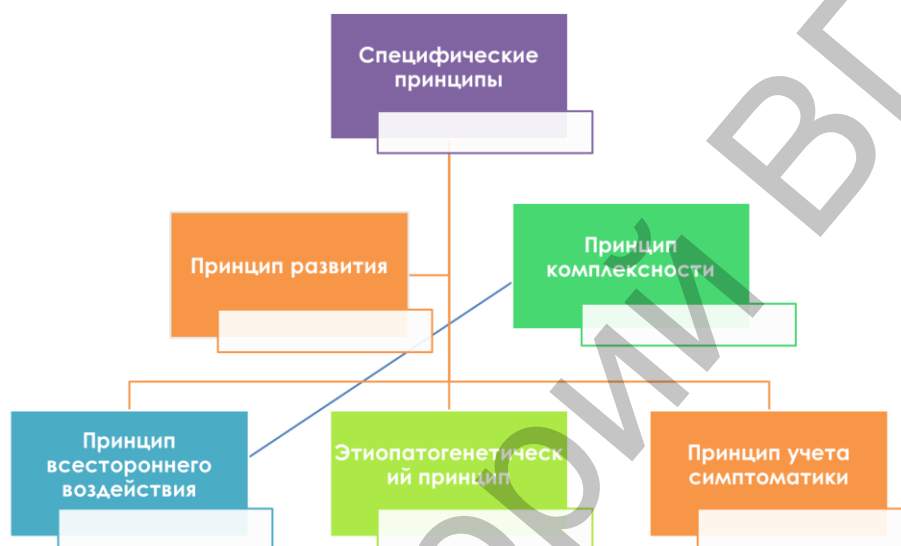 Специфические
принципы
Принцип развития
Принцип
комплексности
Принцип
всестороннего
воздействия
Этиопатогенетическ
ий принцип
Принцип учета
симптоматики